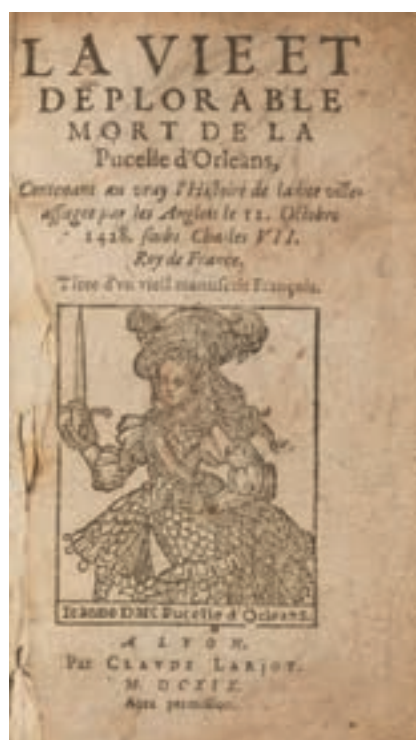 LA VIE ET
DEPLORABLE
MORT DE LA
Pucelle d'Orleans,
Contenant au vray l'Histoire de ladite ville
assiegee par les Anglois le 12. Octobre
1428. soubs Charles VII.
Roy de France,
Tiree d'vn vieil manuscrit François.
Ieanne Pucelle d'Orleans.
A LYON,
Par CLAVDE LARIOT.
M. DCXIX.
Auec permission.